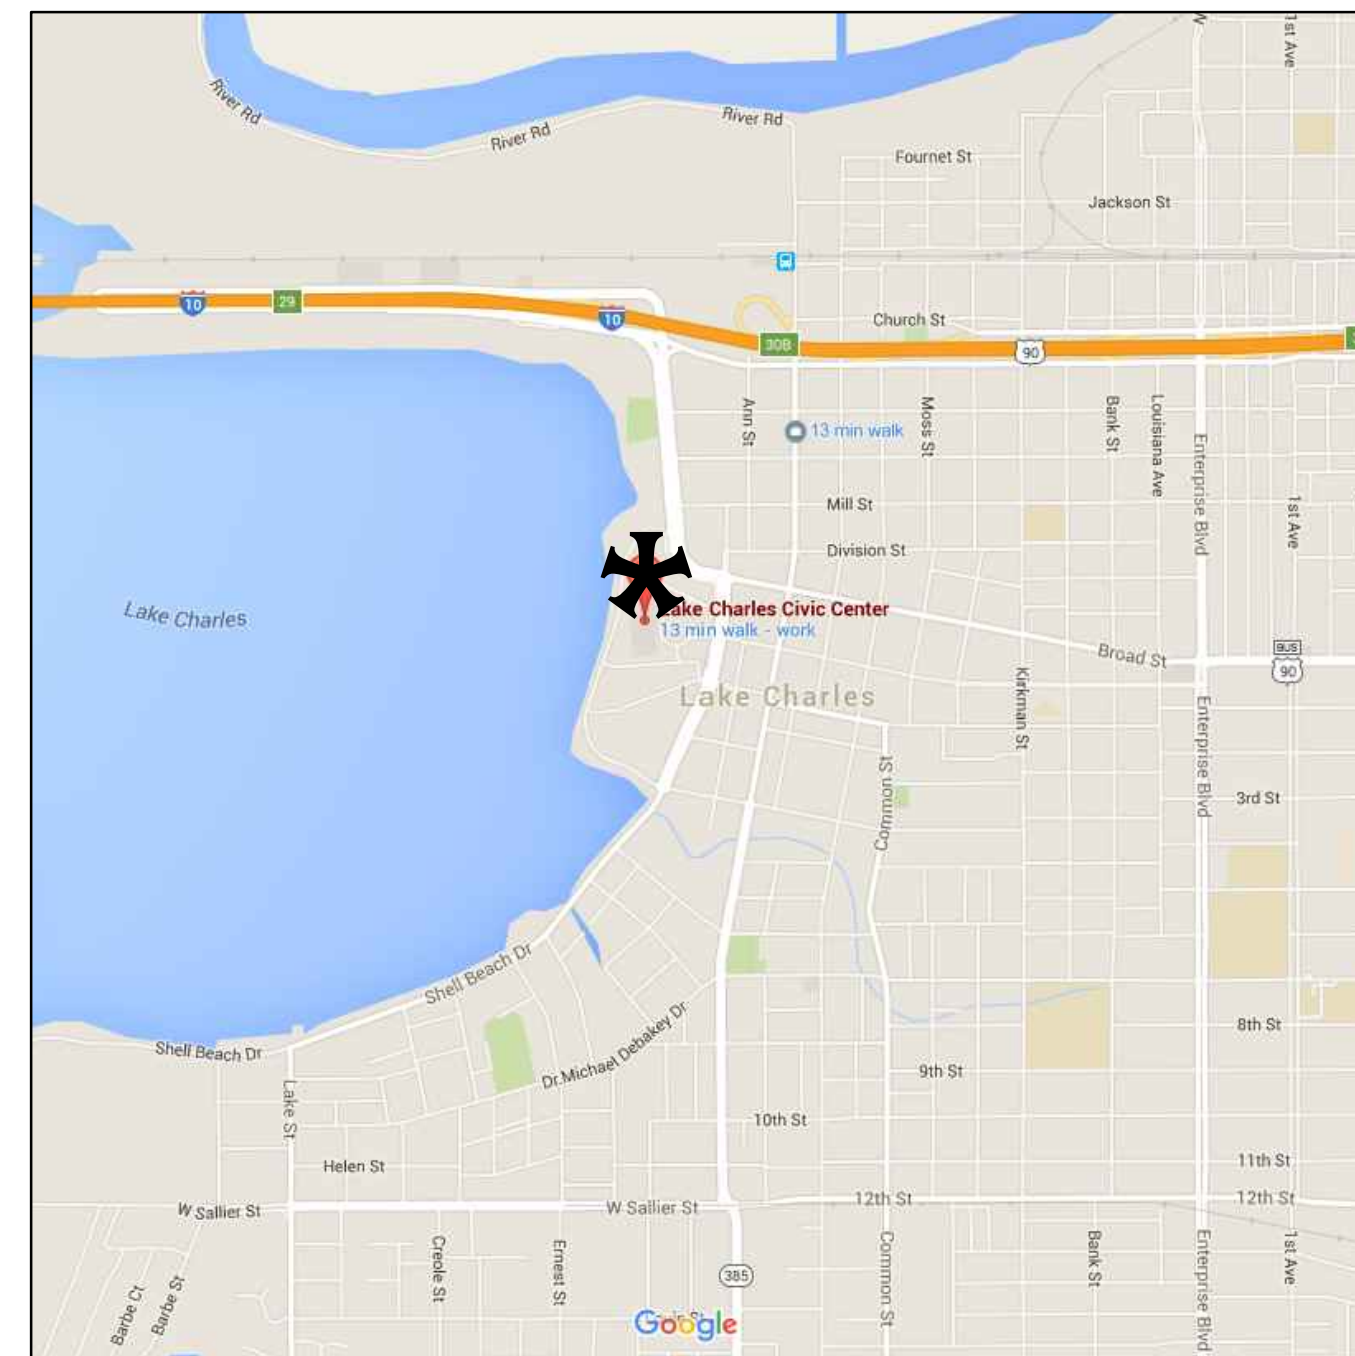 W
1st Ave
River Rd
River Rd
River Rd
Fournet St
Jackson St
10
29
10
Church St
30B
90
Ann St
13 min walk
Moss St
Bank St
Louisiana Ave
Enterprise Blvd
Mill St
1st Ave
Division St
Lake Charles
ake Charles Civic Center
13 min walk - work
Broad St
BUS
90
Kirkman St
Lake Charles
Enterprise Blvd
Common St
3rd St
Shell Beach Dr
Shell Beach Dr
Dr. Michael Debakey Dr
8th St
9th St
Lake St
10th St
Helen St
11th St
W Sallier St
W Sallier St
12th St
12th St
Creole St
Ernest St
385
Common St
Bank St
Enterprise Blvd
1st Ave
Barbe Ct
Barbe St
Google